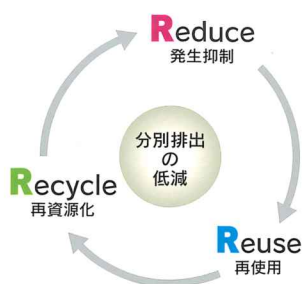 Reduce
発生抑制
分別排出
の
低減
Recycle
再資源化
Reuse
再使用